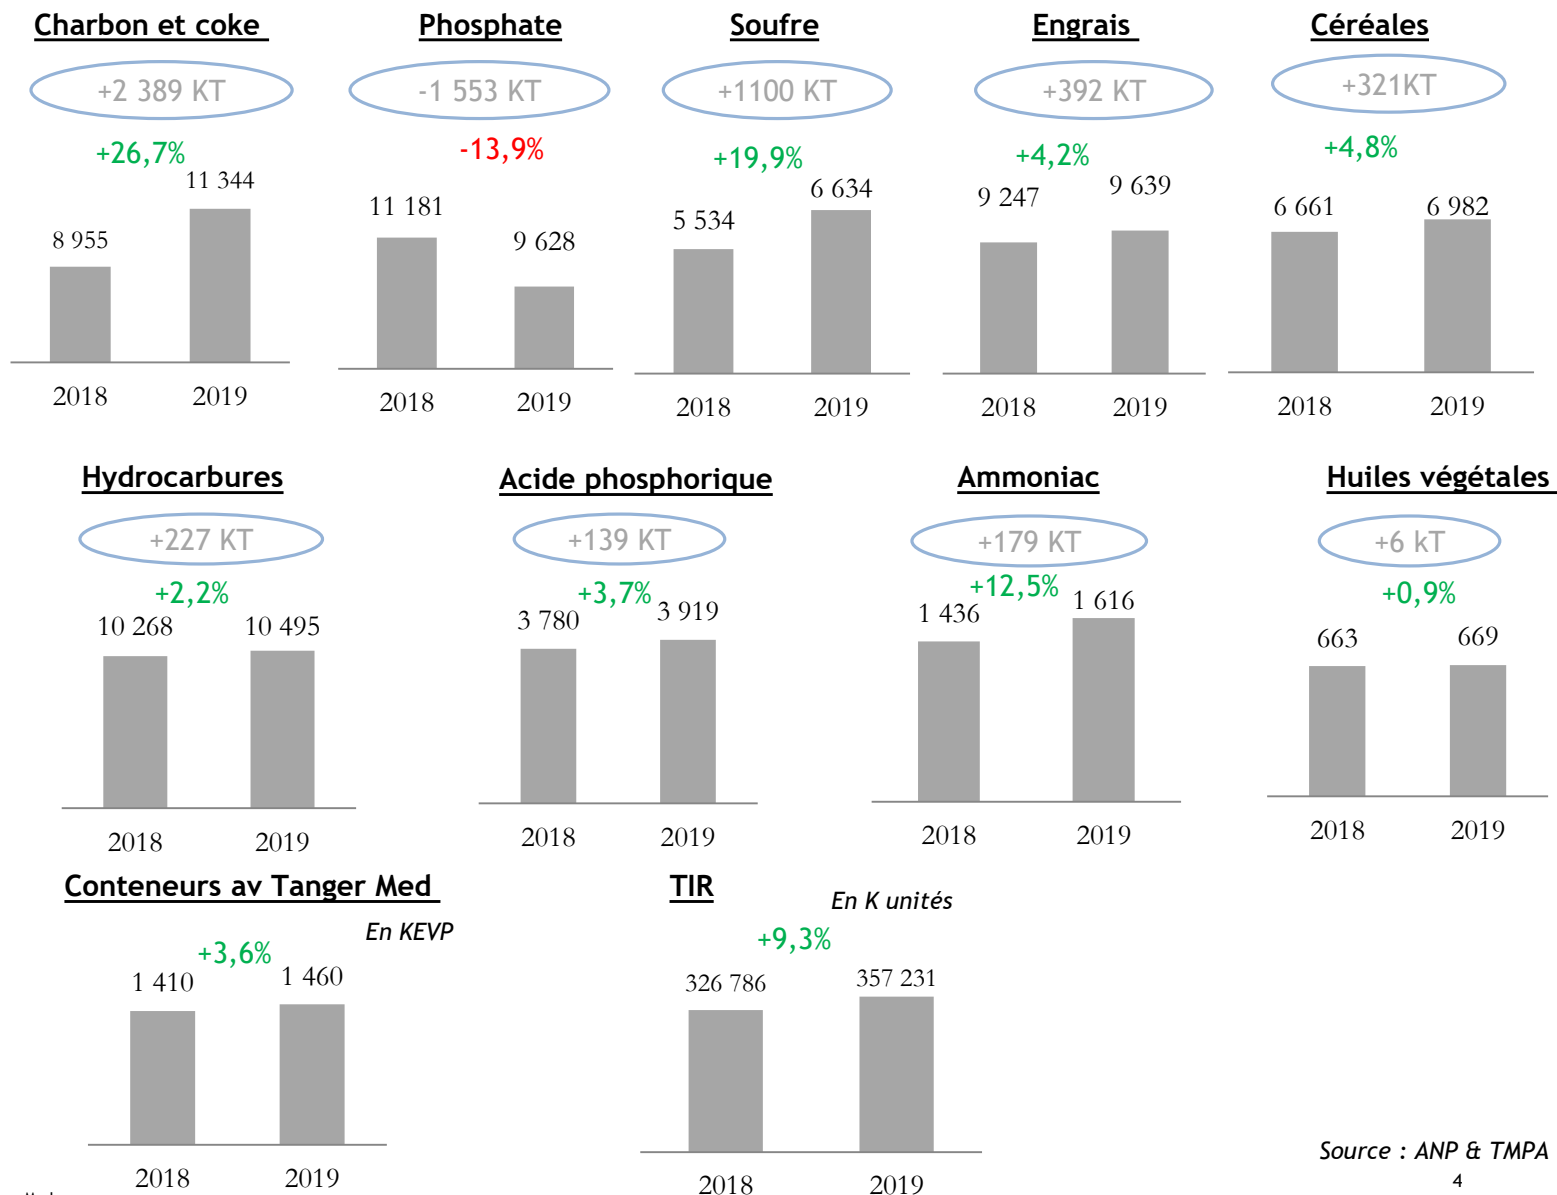 Charbon et coke
+2 389 KT
+26,7%
8 955
11 344
2018
2019
Phosphate
-1 553 KT
-13,9%
11 181
9 628
2018
2019
Soufre
+1100 KT
+19,9%
5 534
6 634
2018
2019
Engrais
+392 KT
+4,2%
9 247
9 639
2018
2019
Céréales
+321KT
+4,8%
6 661
6 982
2018
2019
Hydrocarbures
+227 KT
+2,2%
10 268
10 495
2018
2019
Acide phosphorique
+139 KT
+3,7%
3 780
3 919
2018
2019
Ammoniac
+179 KT
+12,5%
1 436
1 616
2018
2019
Huiles végétales
+6 kT
+0,9%
663
669
2018
2019
Conteneurs av Tanger Med
En KEVP
+3,6%
1 410
1 460
2018
2019
TIR
En K unités
+9,3%
326 786
357 231
2018
2019
Source : ANP & TMPA
4